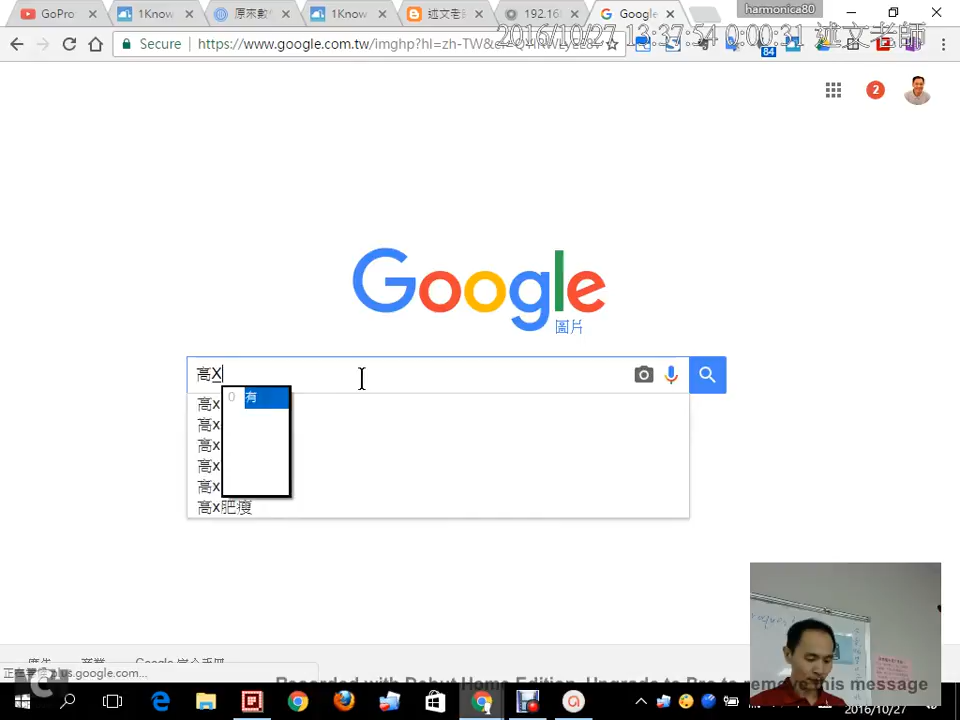 GoPro
1Know
原來數
1Know
述文老
192.16
Google
harmonica80
Secure
https://www.google.com.tw/imghp?hl=zh-TW&
2016/10/27 13:37:54 0:00:31 述文老師
84
2
Google
圖片
高X
0 有
高x
高x
高x
高x
高x
高x肥瘦
Recorded with Debut Home Edition. Upgrade to Pro to remove this message
2016/10/27